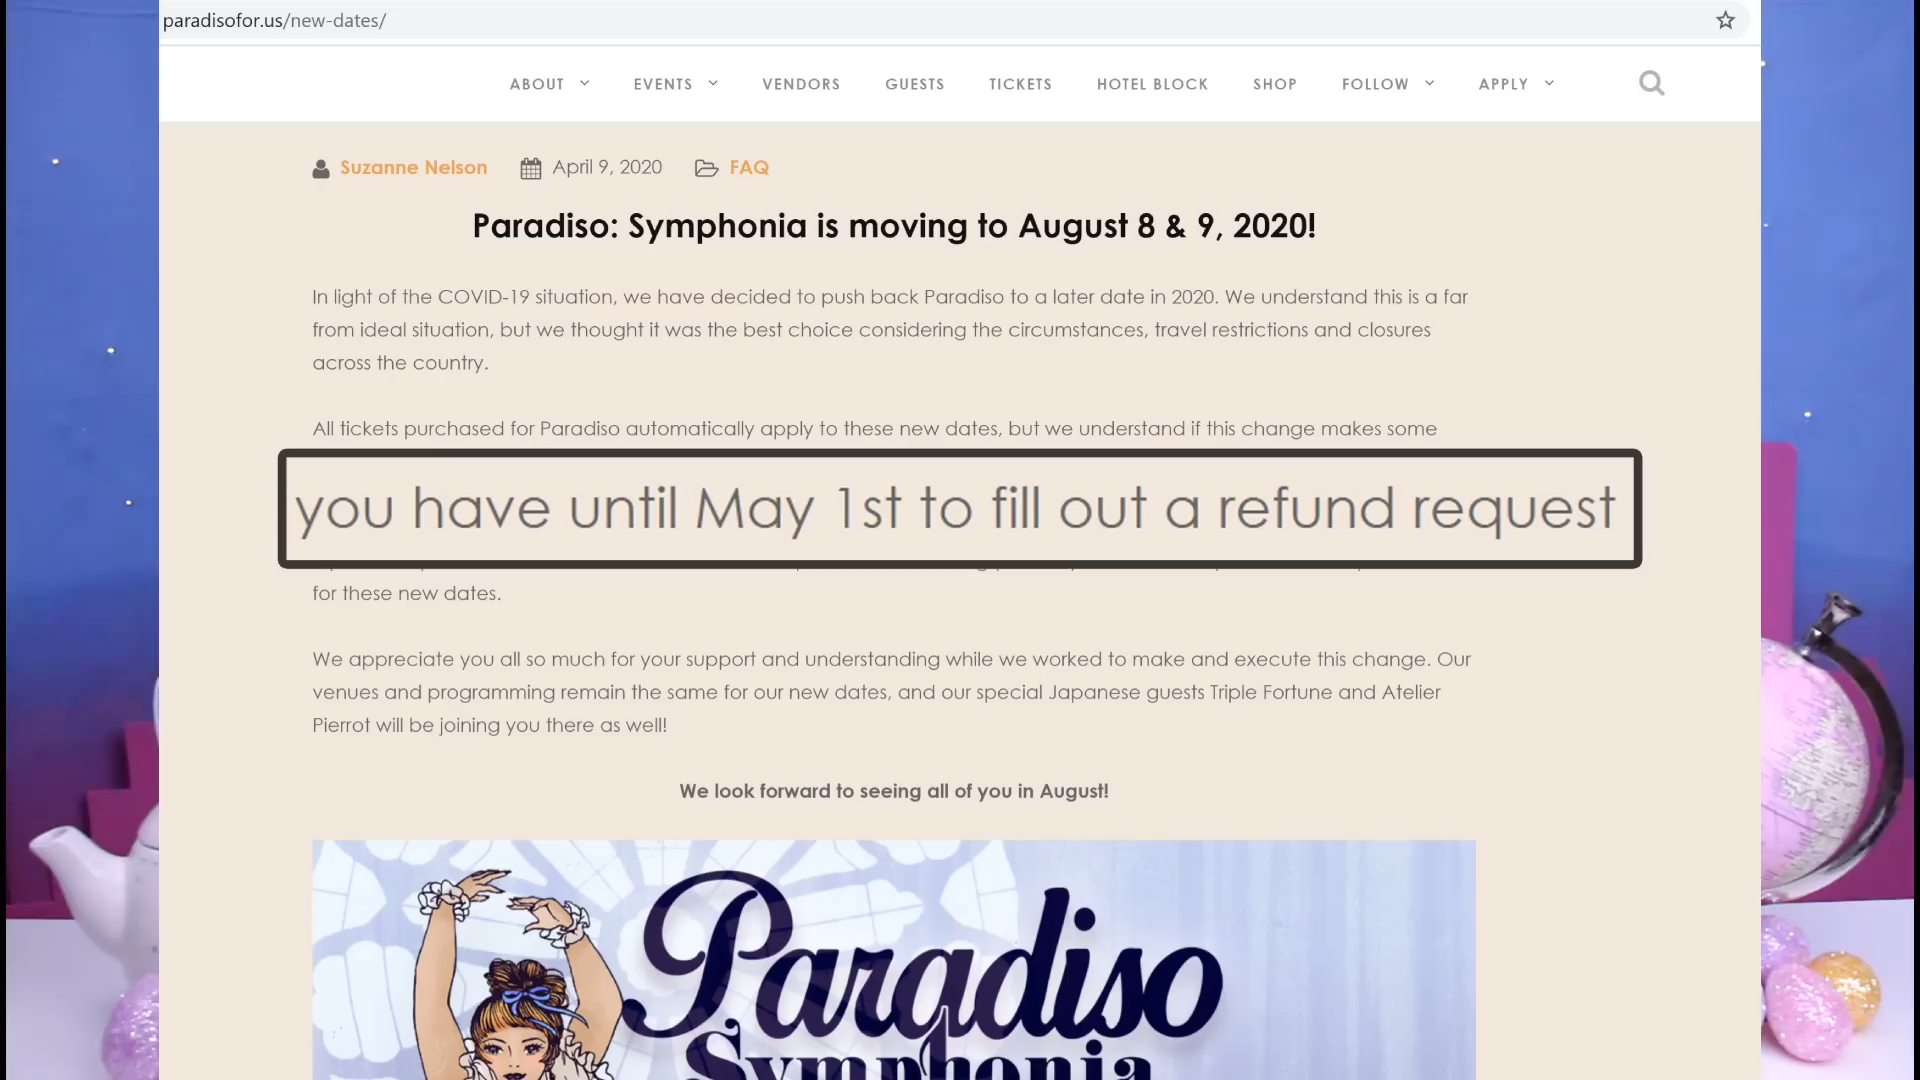 paradisofor.us/new-dates/
ABOUT EVENTS VENDORS GUESTS TICKETS HOTEL BLOCK SHOP FOLLOW APPLY
Suzanne Nelson April 9, 2020 FAQ
Paradiso: Symphonia is moving to August 8 & 9, 2020!
In light of the COVID-19 situation, we have decided to push back Paradiso to a later date in 2020. We understand this is a far
from ideal situation, but we thought it was the best choice considering the circumstances, travel restrictions and closures
across the country.
All tickets purchased for Paradiso automatically apply to these new dates, but we understand if this change makes some
you have until May 1st to fill out a refund request
for these new dates.
We appreciate you all so much for your support and understanding while we worked to make and execute this change. Our
venues and programming remain the same for our new dates, and our special Japanese guests Triple Fortune and Atelier
Pierrot will be joining you there as well!
We look forward to seeing all of you in August!
Paradiso
Symphonia